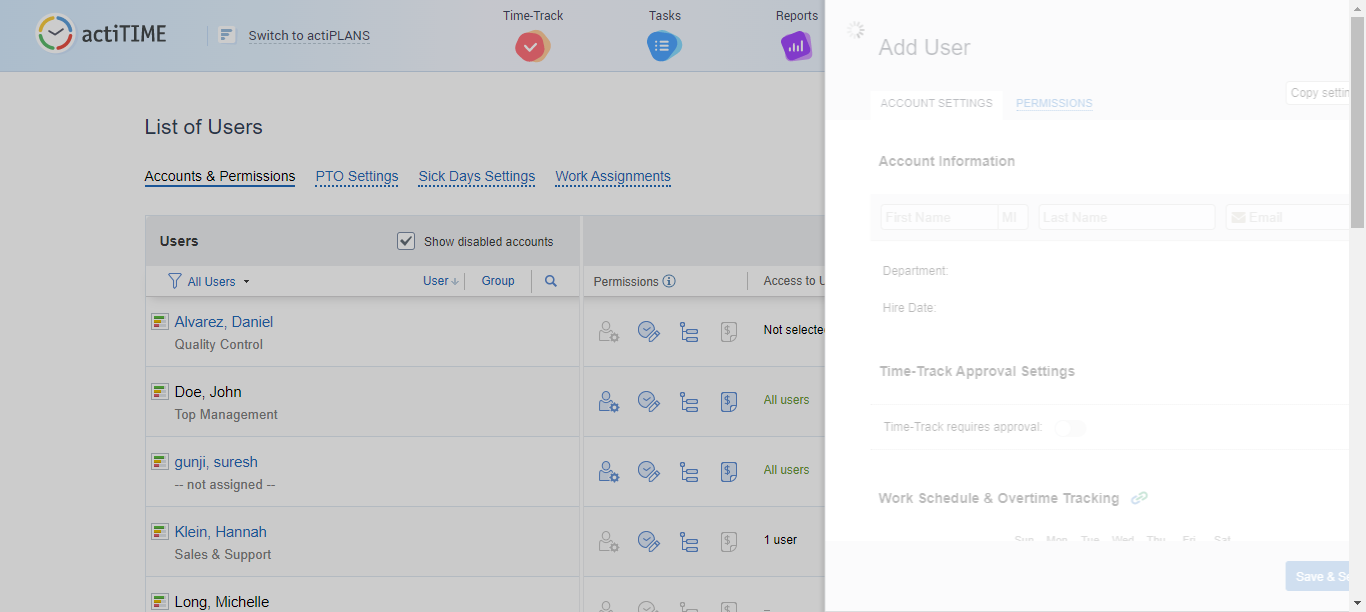 actiTIME
Switch to actiPLANS
Time-Track
Tasks
Reports
List of Users
Accounts & Permissions
PTO Settings
Sick Days Settings
Work Assignments
Users
Show disabled accounts
All Users
User
Group
Permissions
Access to U
Alvarez, Daniel
Quality Control
Not selecte
Doe, John
Top Management
All users
gunji, suresh
-- not assigned --
All users
Klein, Hannah
Sales & Support
1 user
Long, Michelle
Add User
ACCOUNT SETTINGS
PERMISSIONS
Copy settin
Account Information
First Name
MI
Last Name
Email
Department:
Hire Date:
Time-Track Approval Settings
Time-Track requires approval:
Work Schedule & Overtime Tracking
Sun Mon Tue Wed Thu Fri Sat
Save & Se